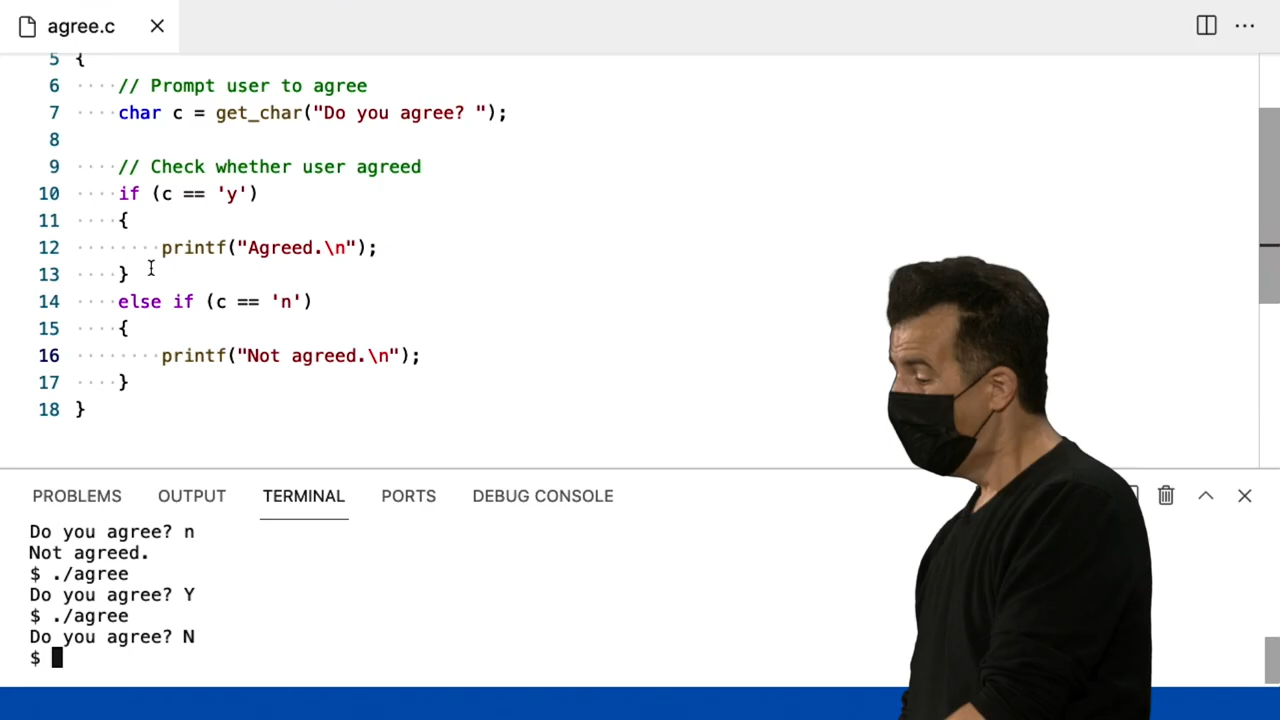 agree.c
5 {
6 // Prompt user to agree
7 char c = get_char("Do you agree? ");
8
9 // Check whether user agreed
10 if (c == 'y')
11 {
12 printf("Agreed.\n");
13 }
14 else if (c == 'n')
15 {
16 printf("Not agreed.\n");
17 }
18 }
PROBLEMS OUTPUT TERMINAL PORTS DEBUG CONSOLE
Do you agree? n
Not agreed.
$ ./agree
Do you agree? Y
$ ./agree
Do you agree? N
$